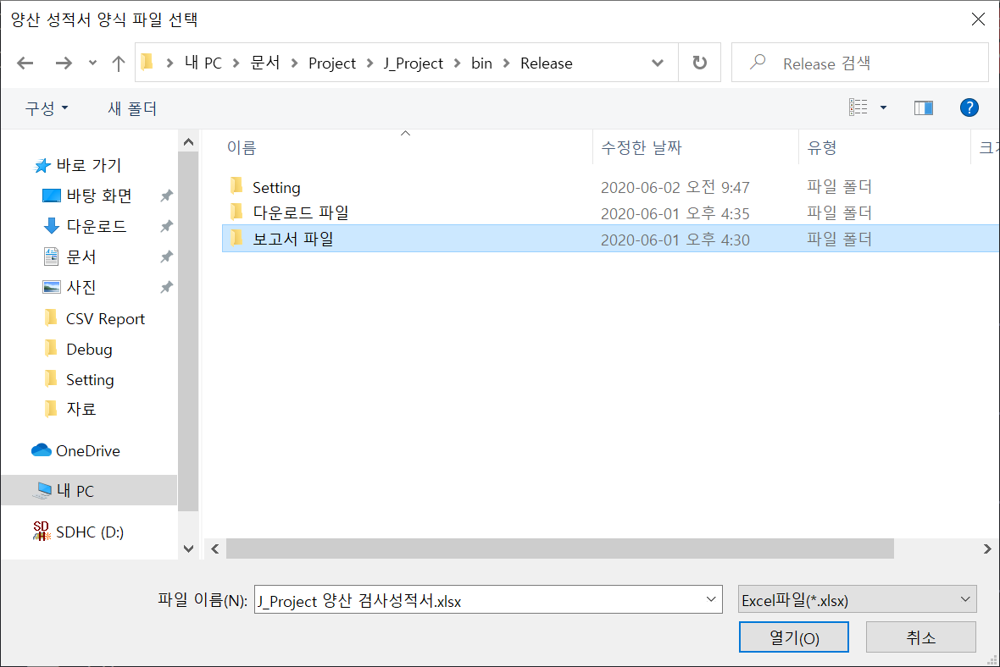 양산 성적서 양식 파일 선택
내 PC > 문서 > Project > J_Project > bin > Release
Release 검색
구성
새 폴더
이름 수정한 날짜 유형
Setting 2020-06-02 오전 9:47 파일 폴더
다운로드 파일 2020-06-01 오후 4:35 파일 폴더
보고서 파일 2020-06-01 오후 4:30 파일 폴더
바로 가기
바탕 화면
다운로드
문서
사진
CSV Report
Debug
Setting
자료
OneDrive
내 PC
SDHC (D:)
파일 이름(N): J_Project 양산 검사성적서.xlsx
Excel파일(*.xlsx)
열기(O)
취소